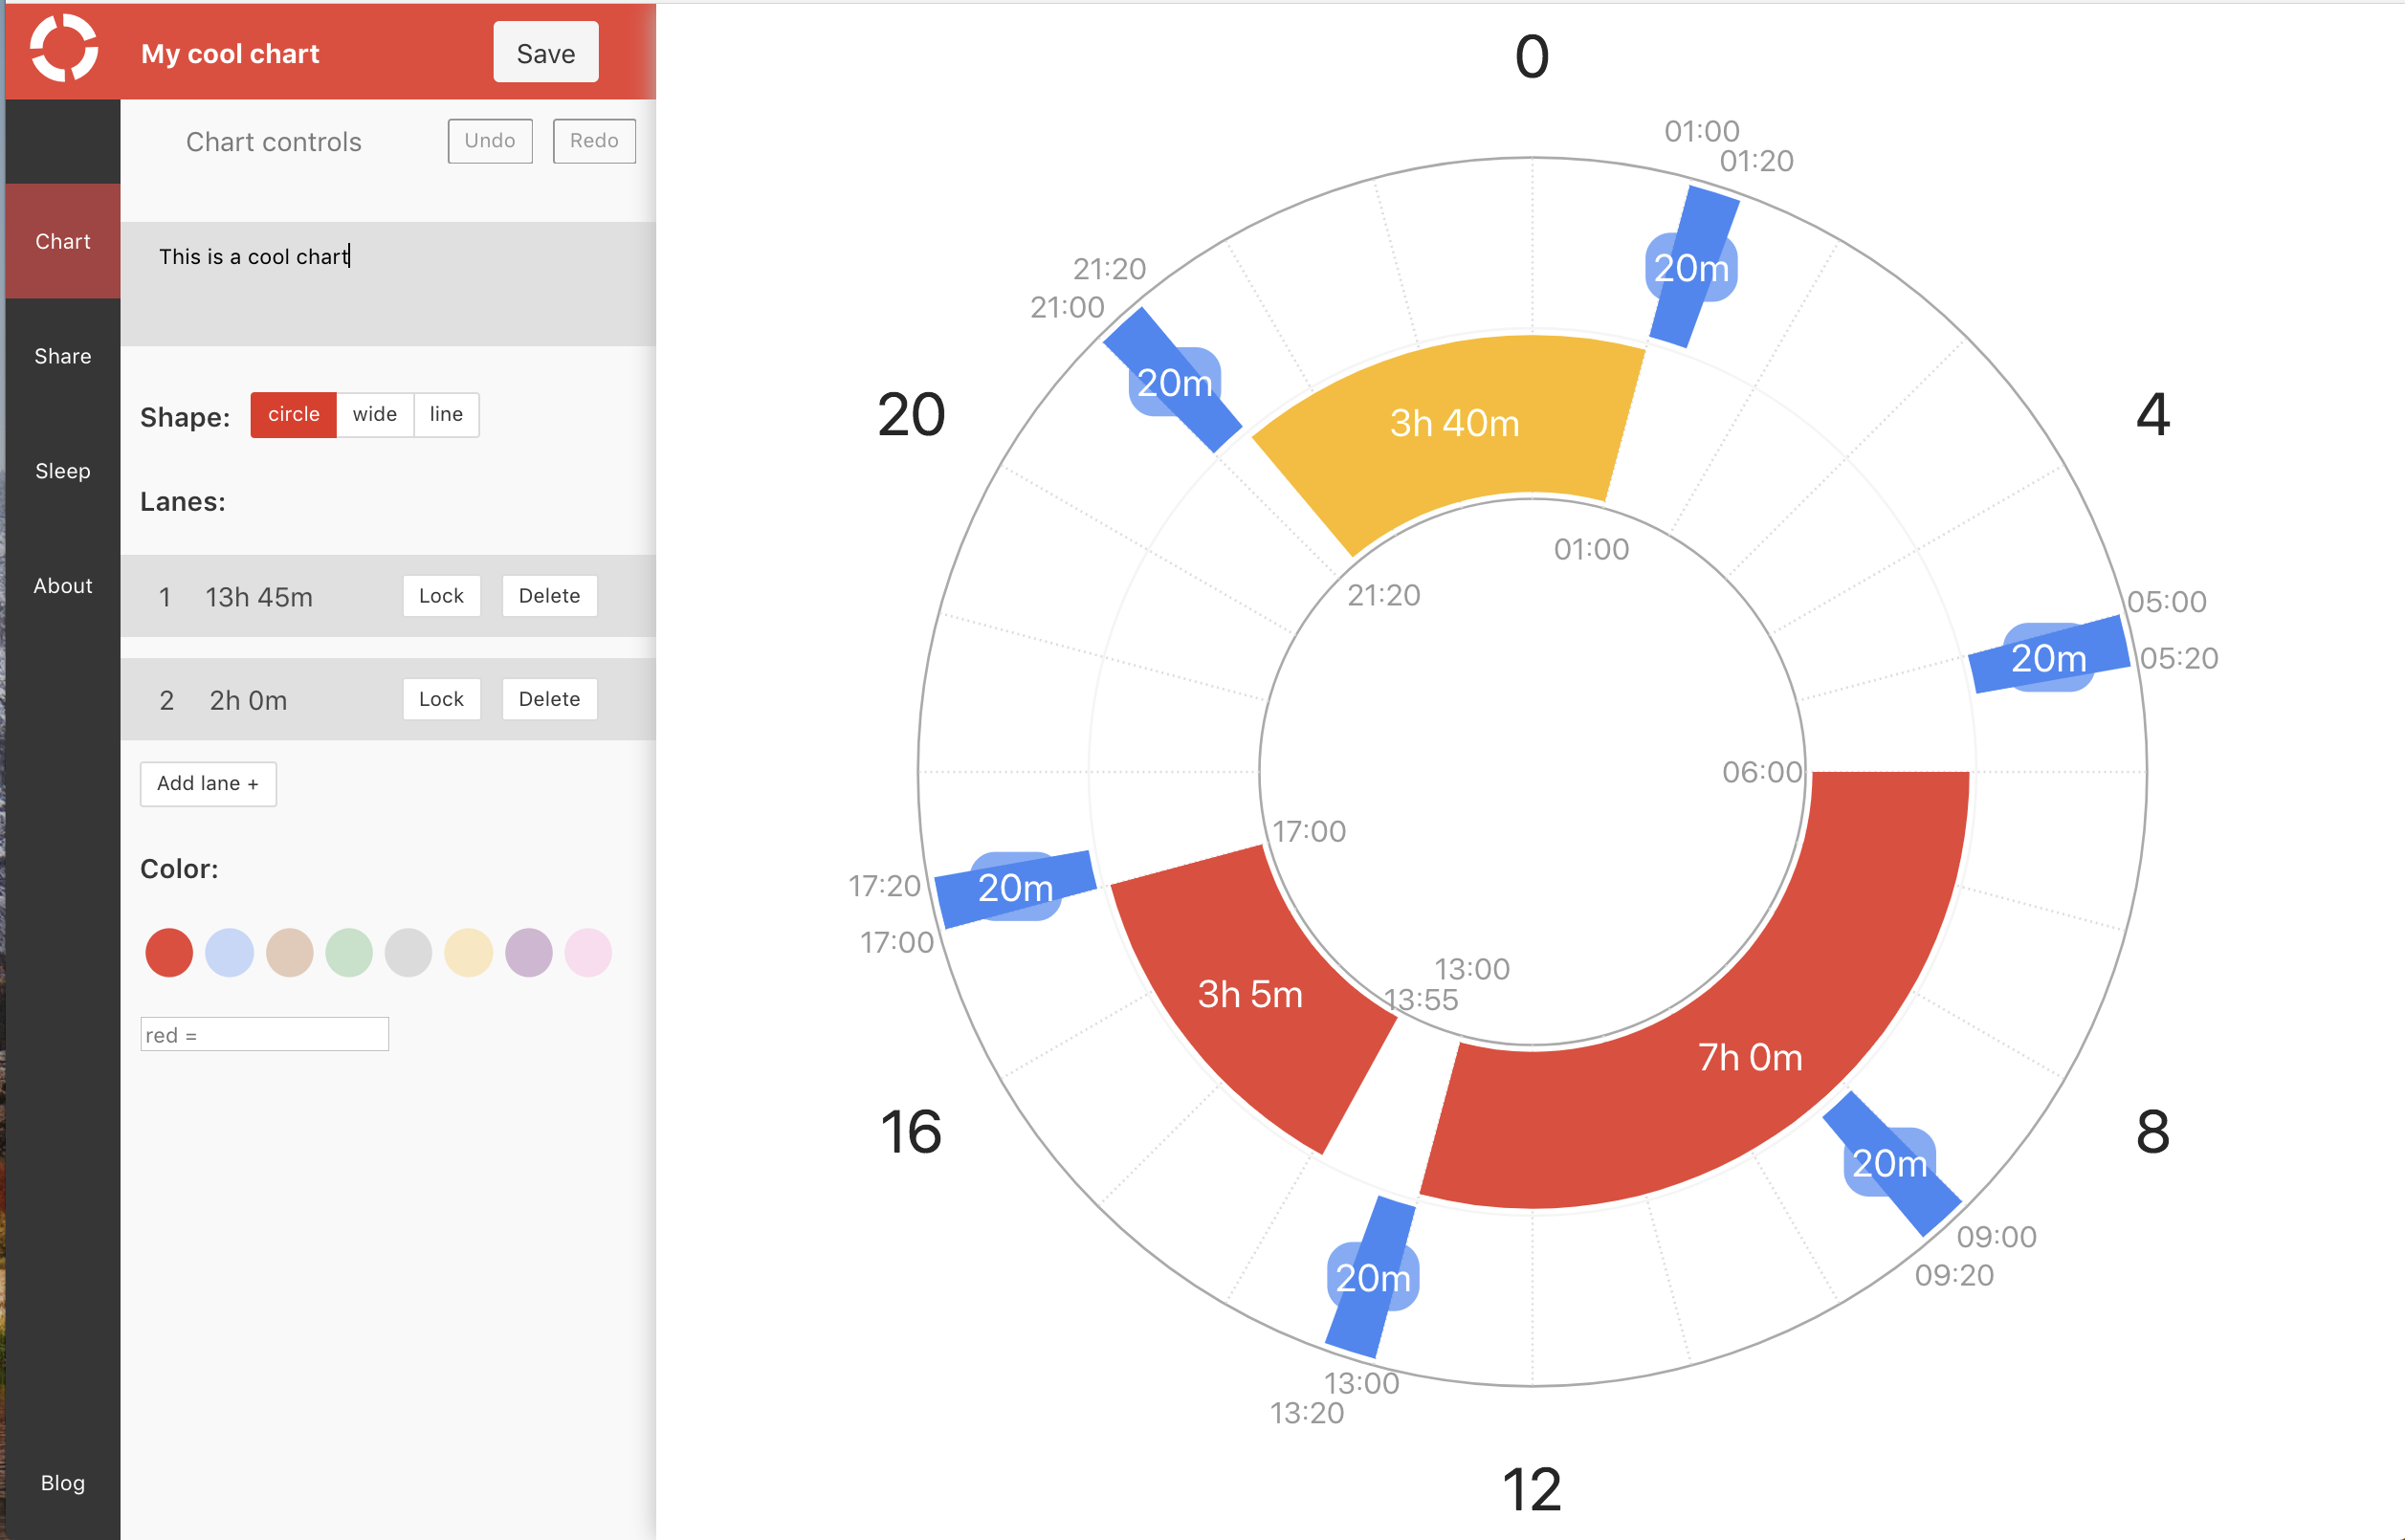 My cool chart
Save
Chart controls
Undo
Redo
Chart
This is a cool chart
Share
Shape:
circle
wide
line
Sleep
Lanes:
About
1 13h 45m
Lock
Delete
2 2h 0m
Lock
Delete
Add lane +
Color:
red =
Blog
0
01:00
01:20
20m
21:20
21:00
20m
20
3h 40m
4
01:00
21:20
05:00
20m
05:20
06:00
17:00
17:20
20m
17:00
13:00
13:55
3h 5m
7h 0m
16
8
20m
09:00
09:20
20m
13:00
13:20
12